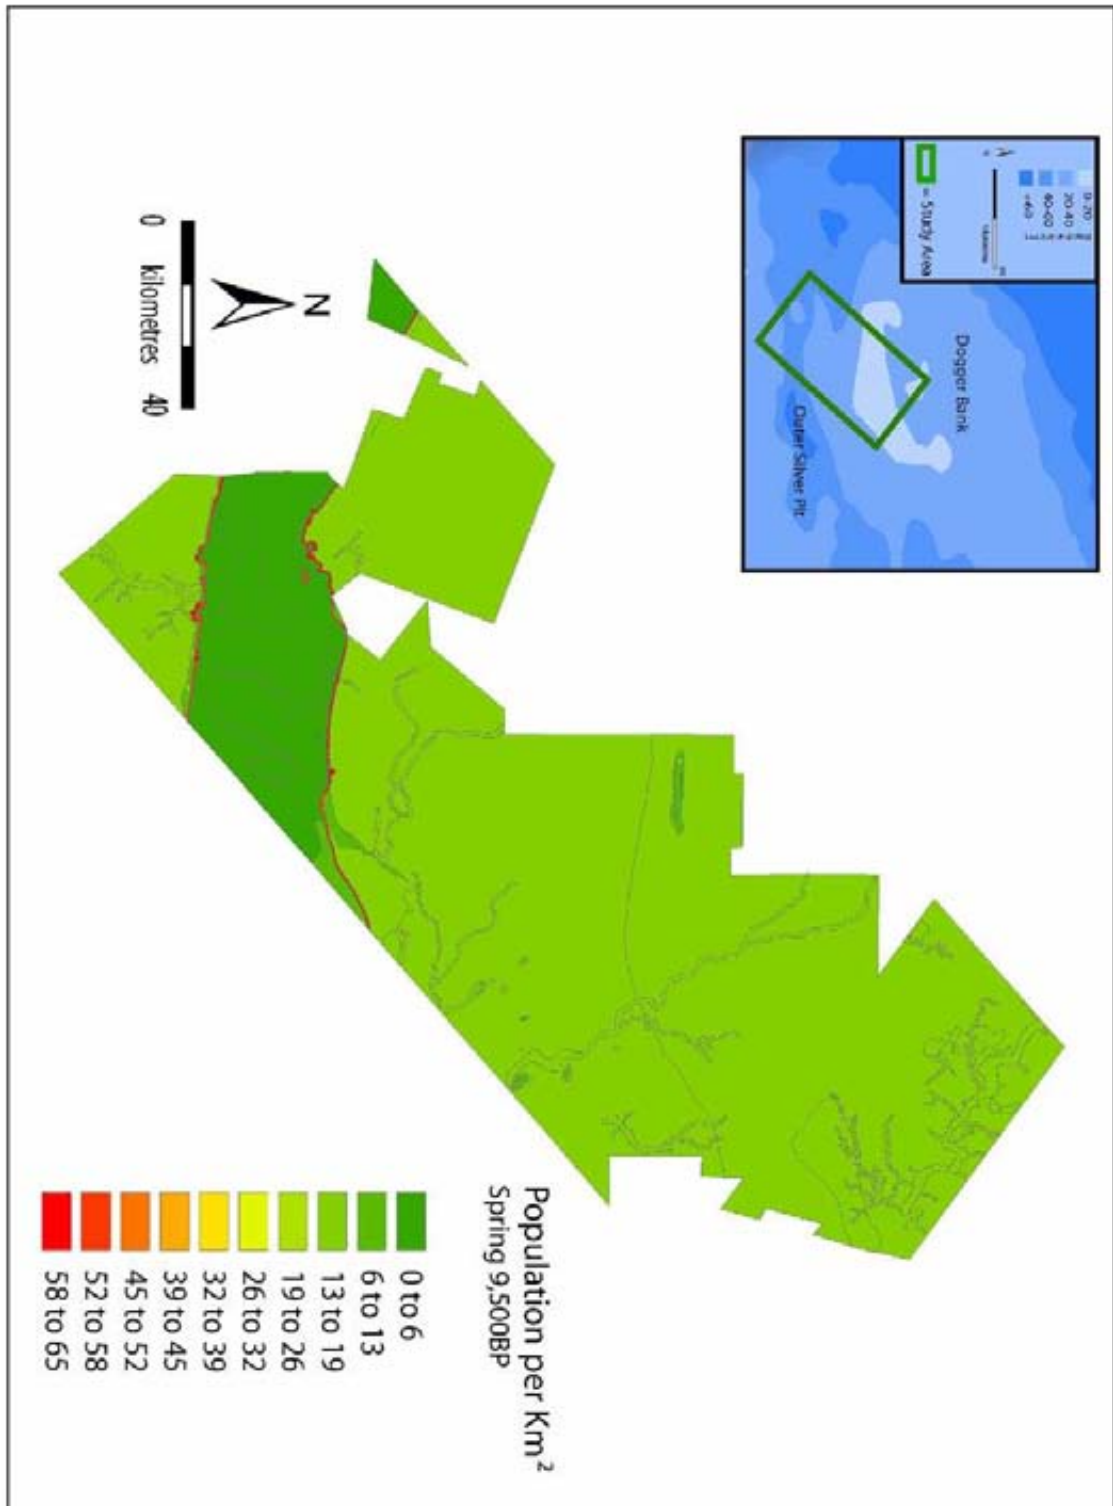 Dogger Bank
Outer Silver Pit
0-20
20-40
40-60
= Study Area
N
0 kilometres 40
Population per Km²
Spring 9,500BP
0 to 6
6 to 13
13 to 19
19 to 26
26 to 32
32 to 39
39 to 45
45 to 52
52 to 58
58 to 65